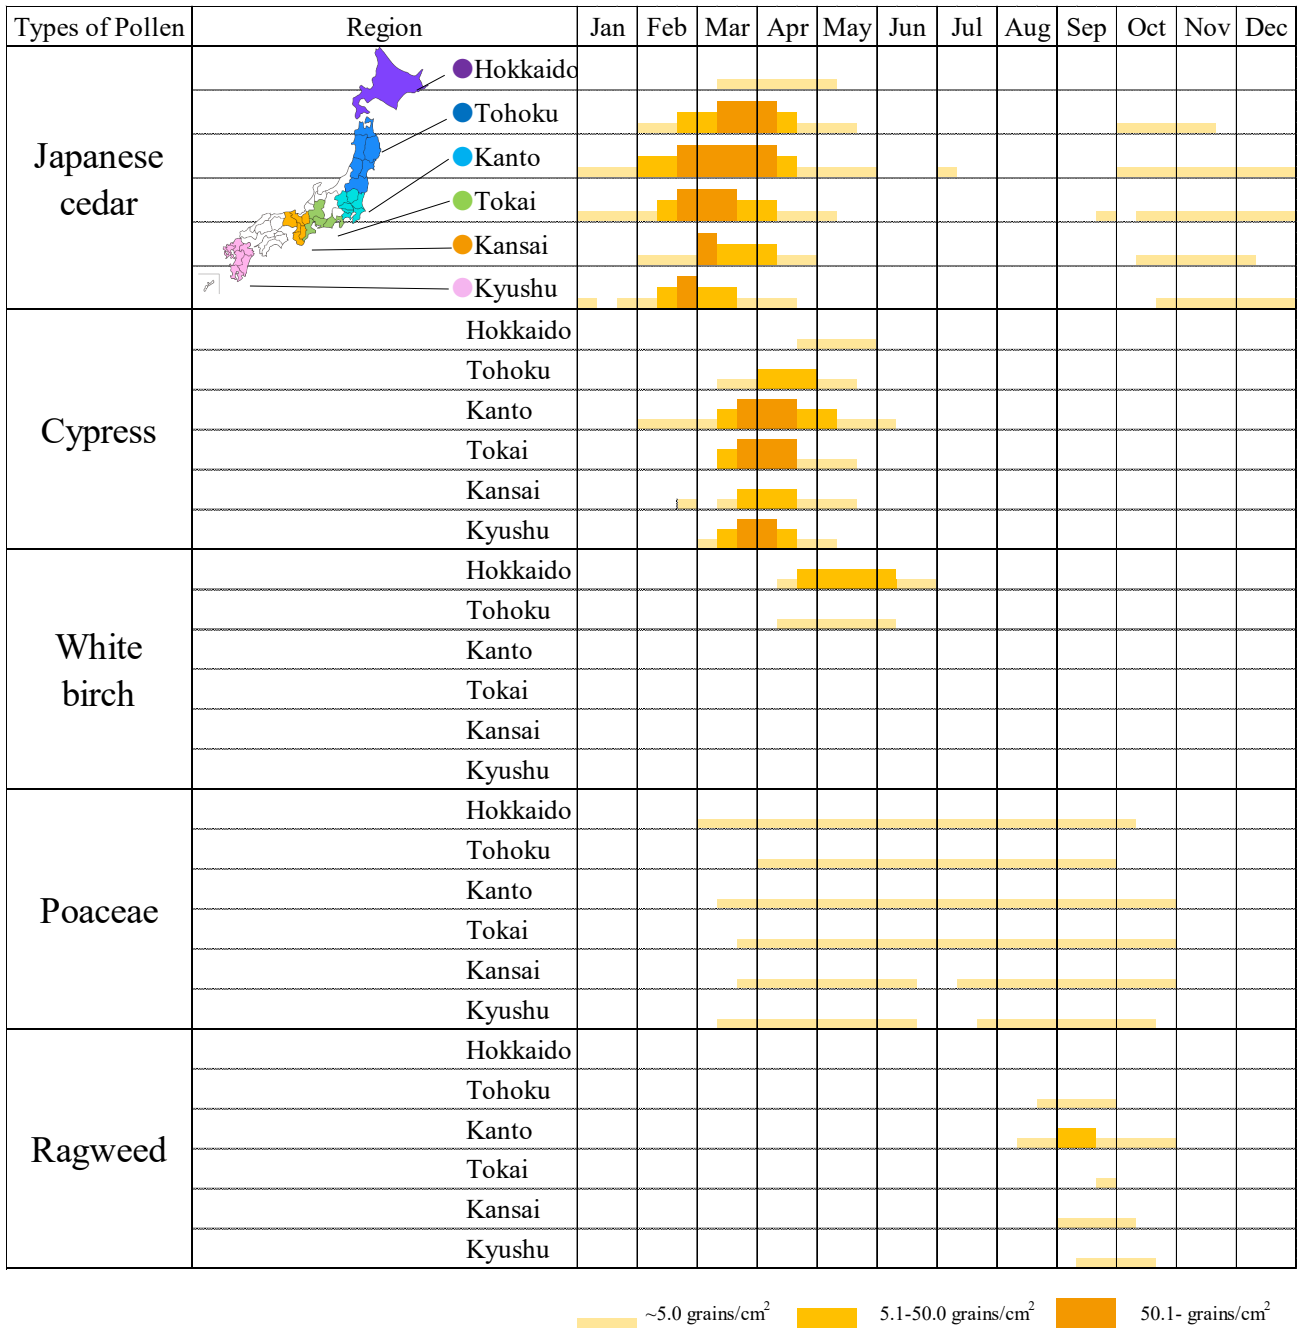 Types of Pollen Region Jan Feb Mar Apr May Jun Jul Aug Sep Oct Nov Dec
Japanese
cedar
Hokkaido
Tohoku
Kanto
Tokai
Kansai
Kyushu
Cypress
Hokkaido
Tohoku
Kanto
Tokai
Kansai
Kyushu
White
birch
Hokkaido
Tohoku
Kanto
Tokai
Kansai
Kyushu
Poaceae
Hokkaido
Tohoku
Kanto
Tokai
Kansai
Kyushu
Ragweed
Hokkaido
Tohoku
Kanto
Tokai
Kansai
Kyushu
~5.0 grains/cm² 5.1-50.0 grains/cm² 50.1- grains/cm²